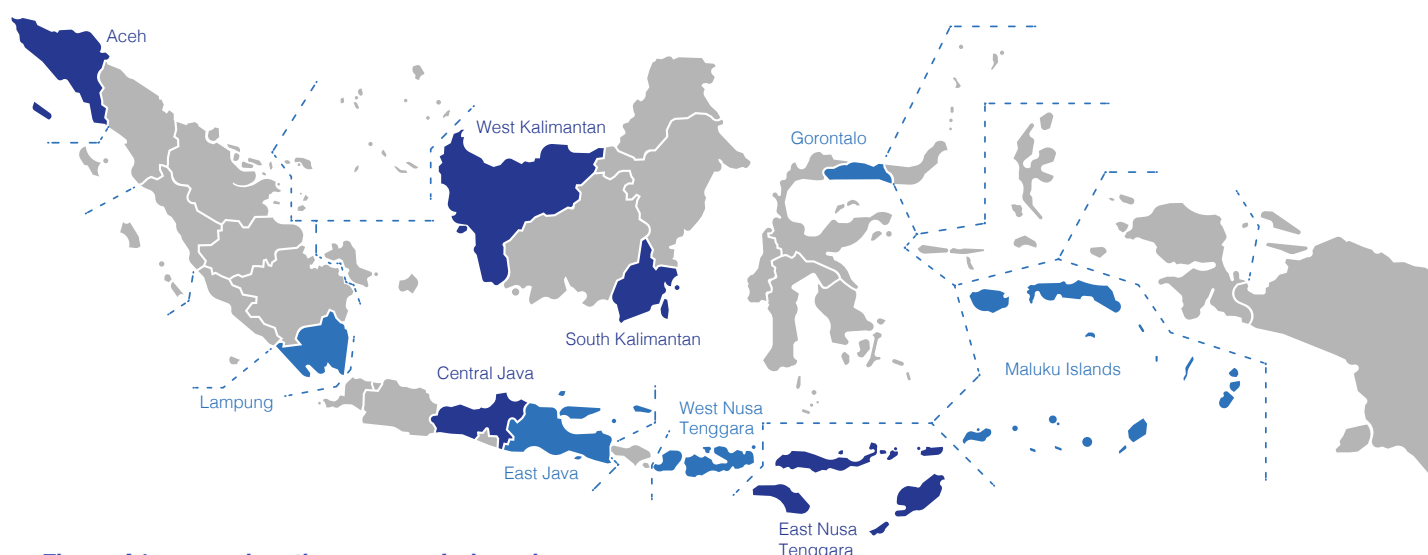 Aceh
West Kalimantan
Gorontalo
South Kalimantan
Maluku Islands
Central Java
Lampung
West Nusa
Tenggara
East Java
East Nusa
Tenggara